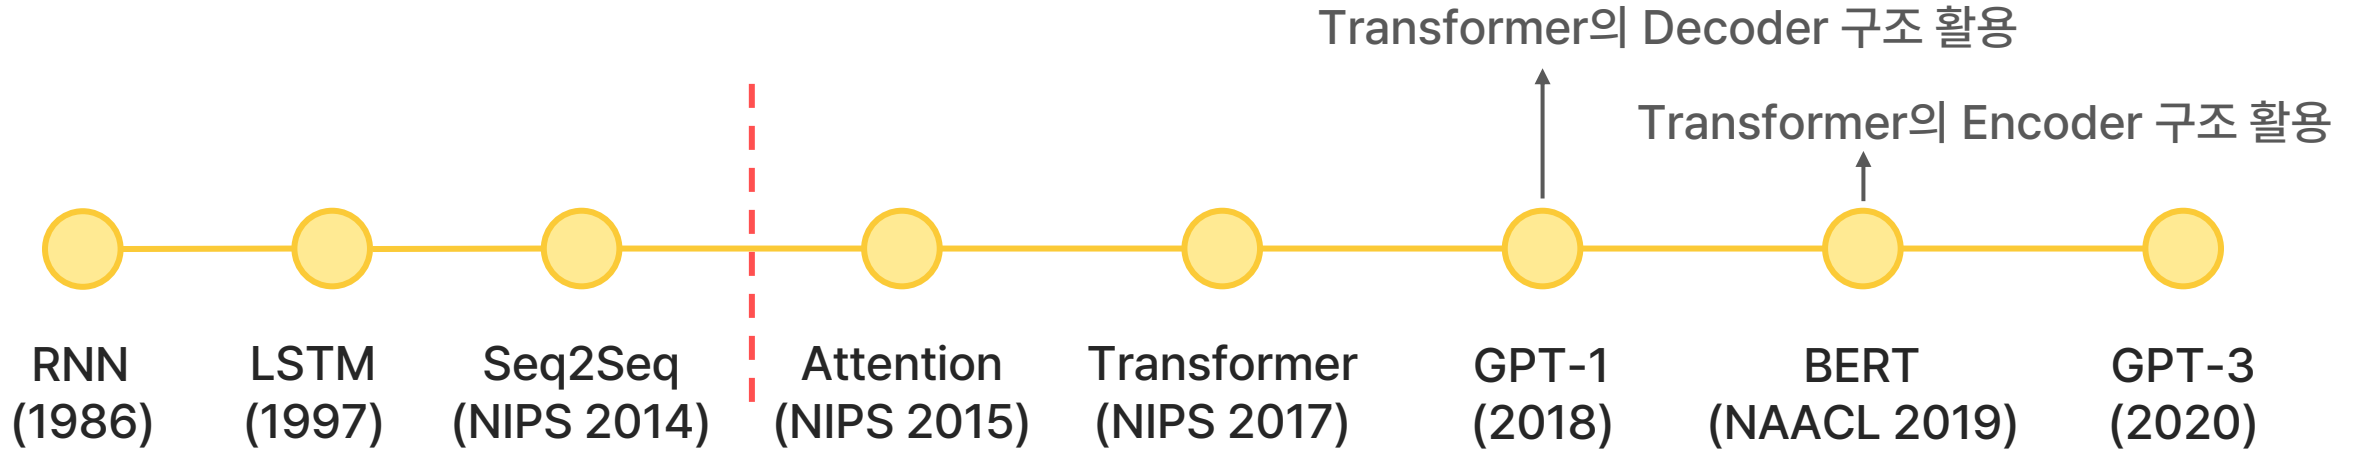 Transformer의 Decoder 구조 활용
Transformer의 Encoder 구조 활용
RNN
(1986)
LSTM
(1997)
Seq2Seq
(NIPS 2014)
Attention
(NIPS 2015)
Transformer
(NIPS 2017)
GPT-1
(2018)
BERT
(NAACL 2019)
GPT-3
(2020)